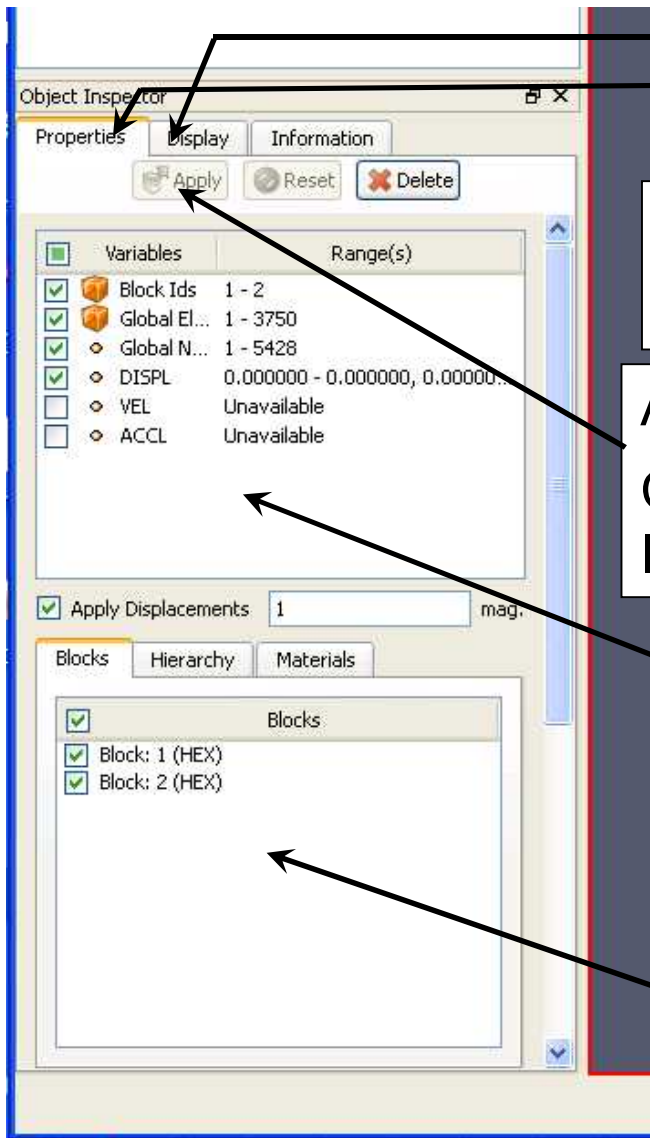 Object Inspector
Properties Display Information
Apply Reset Delete
Variables Range(s)
Block Ids 1 - 2
Global El... 1 - 3750
Global N... 1 - 5428
DISPL 0.000000 - 0.000000, 0.00000...
VEL Unavailable
ACCL Unavailable
Apply Displacements 1 mag.
Blocks Hierarchy Materials
Blocks
Block: 1 (HEX)
Block: 2 (HEX)